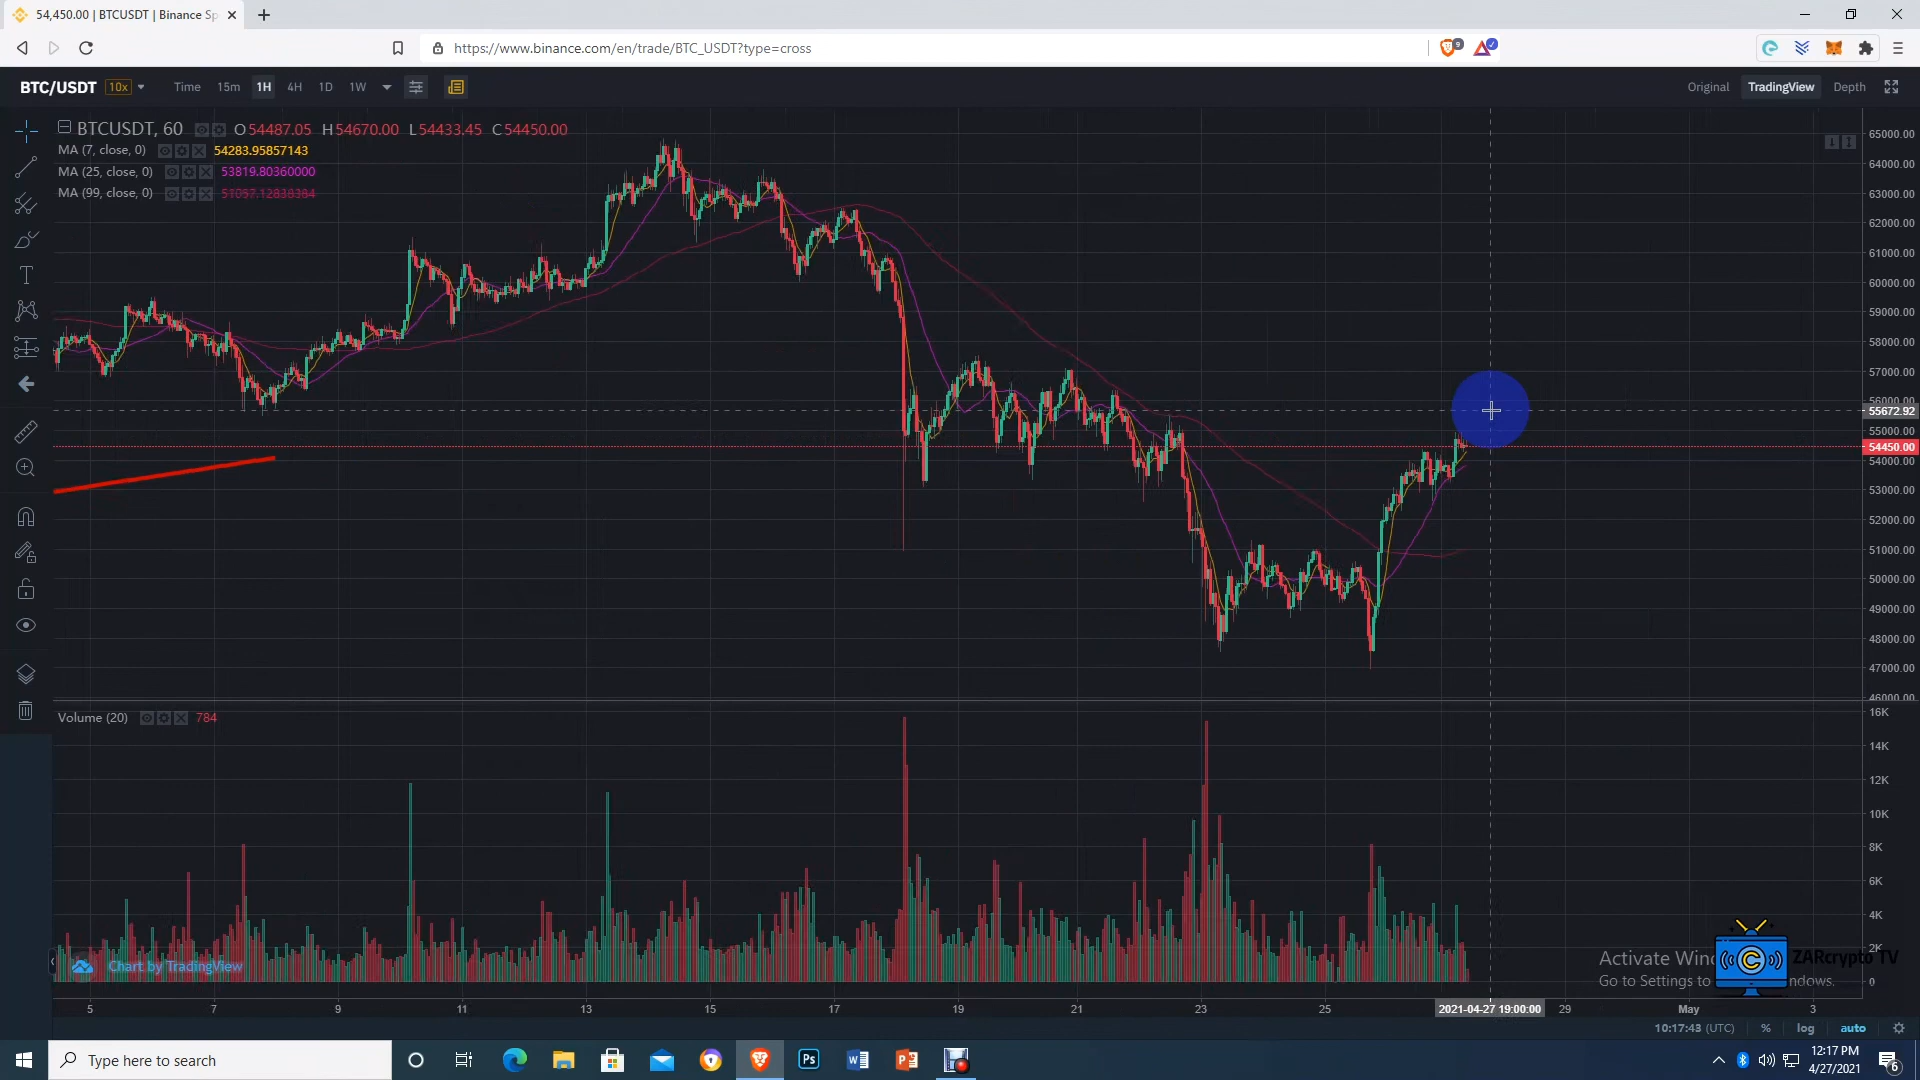 54,450.00 | BTCUSDT | Binance Sp
https://www.binance.com/en/trade/BTC_USDT?type=cross
9
BTC/USDT 10x Time 15m 1H 4H 1D 1W Original TradingView Depth
BTCUSDT, 60 O54487.05 H54670.00 L54433.45 C54450.00
MA (7, close, 0) 54283.95857143
MA (25, close, 0) 53819.80360000
MA (99, close, 0)
65000.00
64000.00
63000.00
62000.00
61000.00
60000.00
59000.00
58000.00
57000.00
56000.00
55672.92
55000.00
54450.00
54000.00
53000.00
52000.00
51000.00
50000.00
49000.00
48000.00
47000.00
46000.00
Volume (20) 784
16K
14K
12K
10K
8K
6K
4K
2K
0
Chart by TradingView
Activate Win
Go to Settings to ndows.
ZARcrypto TV
5 7 9 11 13 15 17 19 21 23 25 2021-04-27 19:00:00 29 May 3
10:17:43 (UTC) % log auto
Type here to search
12:17 PM
4/27/2021
6